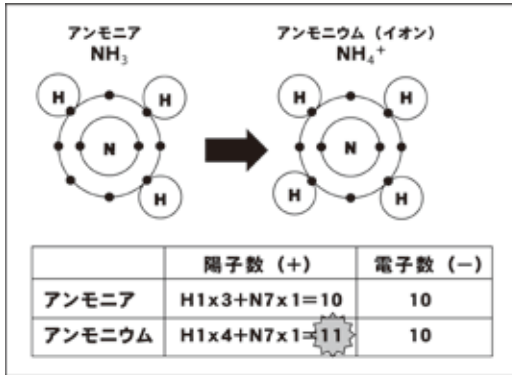 アンモニア
NH₃
アンモニウム（イオン）
NH₄⁺
H
H
N
H
H
H
N
H
H
陽子数（+） 電子数（−）
アンモニア H1x3+N7x1=10 10
アンモニウム H1x4+N7x1=11 10